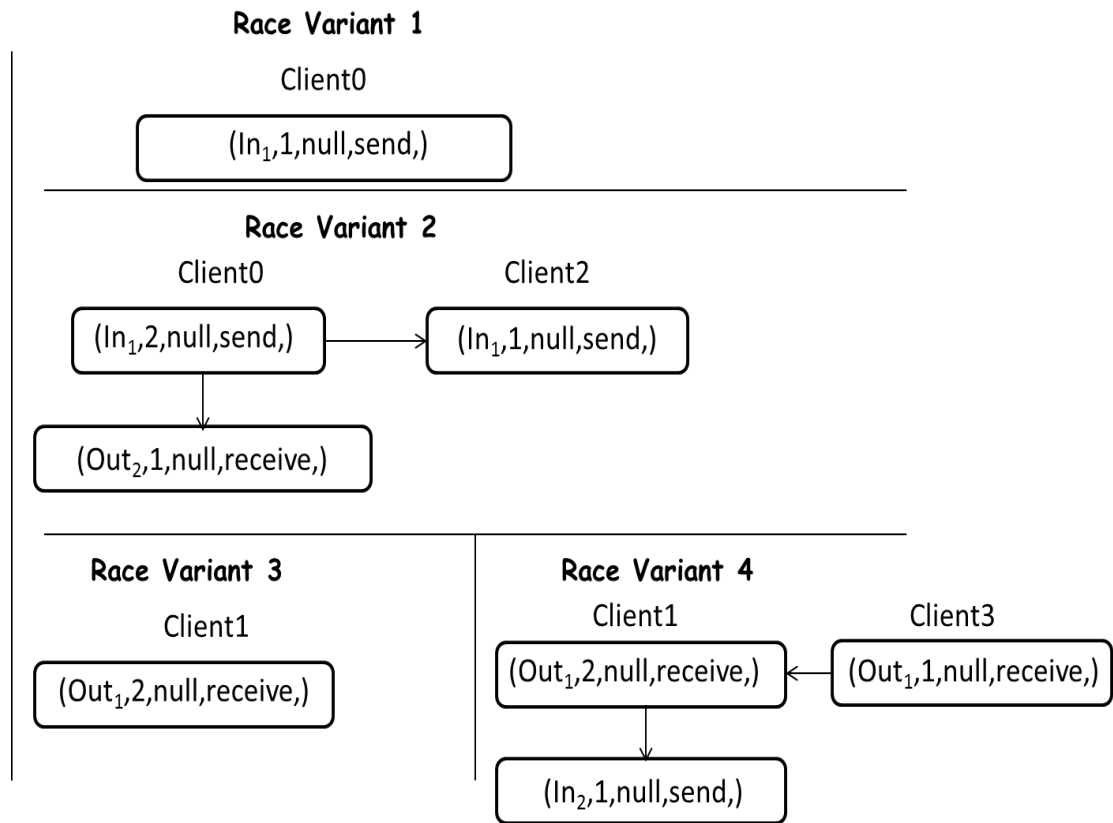 Race Variant 1
Client0
(In₁,1,null,send,)
Race Variant 2
Client0 Client2
(In₁,2,null,send,) (In₁,1,null,send,)
(Out₂,1,null,receive,)
Race Variant 3 Race Variant 4
Client1 Client3
Client1
(Out₁,2,null,receive,) (Out₁,1,null,receive,)
(Out₁,2,null,receive,)
(In₂,1,null,send,)